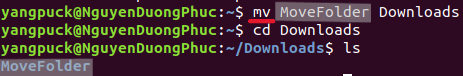 yangpuck@NguyenDuongPhuc:~$ mv MoveFolder Downloads
yangpuck@NguyenDuongPhuc:~$ cd Downloads
yangpuck@NguyenDuongPhuc:~/Downloads$ ls
MoveFolder